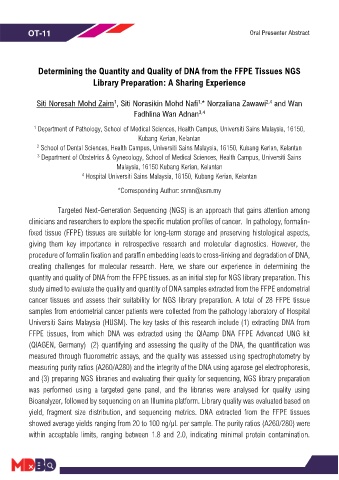 OT-11
Oral Presenter Abstract
Determining the Quantity and Quality of DNA from the FFPE Tissues NGS
Library Preparation: A Sharing Experience
Siti Noresah Mohd Zaim1, Siti Norasikin Mohd Nafi1,* Norzaliana Zawawi2,4 and Wan
Fadhlina Wan Adnan3,4
1 Department of Pathology, School of Medical Sciences, Health Campus, Universiti Sains Malaysia, 16150,
Kubang Kerian, Kelantan
2 School of Dental Sciences, Health Campus, Universiti Sains Malaysia, 16150, Kubang Kerian, Kelantan
3 Department of Obstetrics & Gynecology, School of Medical Sciences, Health Campus, Universiti Sains
Malaysia, 16150 Kubang Kerian, Kelantan
4 Hospital Universiti Sains Malaysia, 16150, Kubang Kerian, Kelantan
*Corresponding Author: snmn@usm.my
Targeted Next-Generation Sequencing (NGS) is an approach that gains attention among
clinicians and researchers to explore the specific mutation profiles of cancer. In pathology, formalin-
fixed tissue (FFPE) tissues are suitable for long-term storage and preserving histological aspects,
giving them key importance in retrospective research and molecular diagnostics. However, the
procedure of formalin fixation and paraffin embedding leads to cross-linking and degradation of DNA,
creating challenges for molecular research. Here, we share our experience in determining the
quantity and quality of DNA from the FFPE tissues, as an initial step for NGS library preparation. This
study aimed to evaluate the quality and quantity of DNA samples extracted from the FFPE endometrial
cancer tissues and assess their suitability for NGS library preparation. A total of 28 FFPE tissue
samples from endometrial cancer patients were collected from the pathology laboratory of Hospital
Universiti Sains Malaysia (HUSM). The key tasks of this research include (1) extracting DNA from
FFPE tissues, from which DNA was extracted using the QIAamp DNA FFPE Advanced UNG kit
(QIAGEN, Germany) (2) quantifying and assessing the quality of the DNA, the quantification was
measured through fluorometric assays, and the quality was assessed using spectrophotometry by
measuring purity ratios (A260/A280) and the integrity of the DNA using agarose gel electrophoresis,
and (3) preparing NGS libraries and evaluating their quality for sequencing, NGS library preparation
was performed using a targeted gene panel, and the libraries were analysed for quality using
Bioanalyzer, followed by sequencing on an Illumina platform. Library quality was evaluated based on
yield, fragment size distribution, and sequencing metrics. DNA extracted from the FFPE tissues
showed average yields ranging from 20 to 100 ng/µL per sample. The purity ratios (A260/280) were
within acceptable limits, ranging between 1.8 and 2.0, indicating minimal protein contamination.